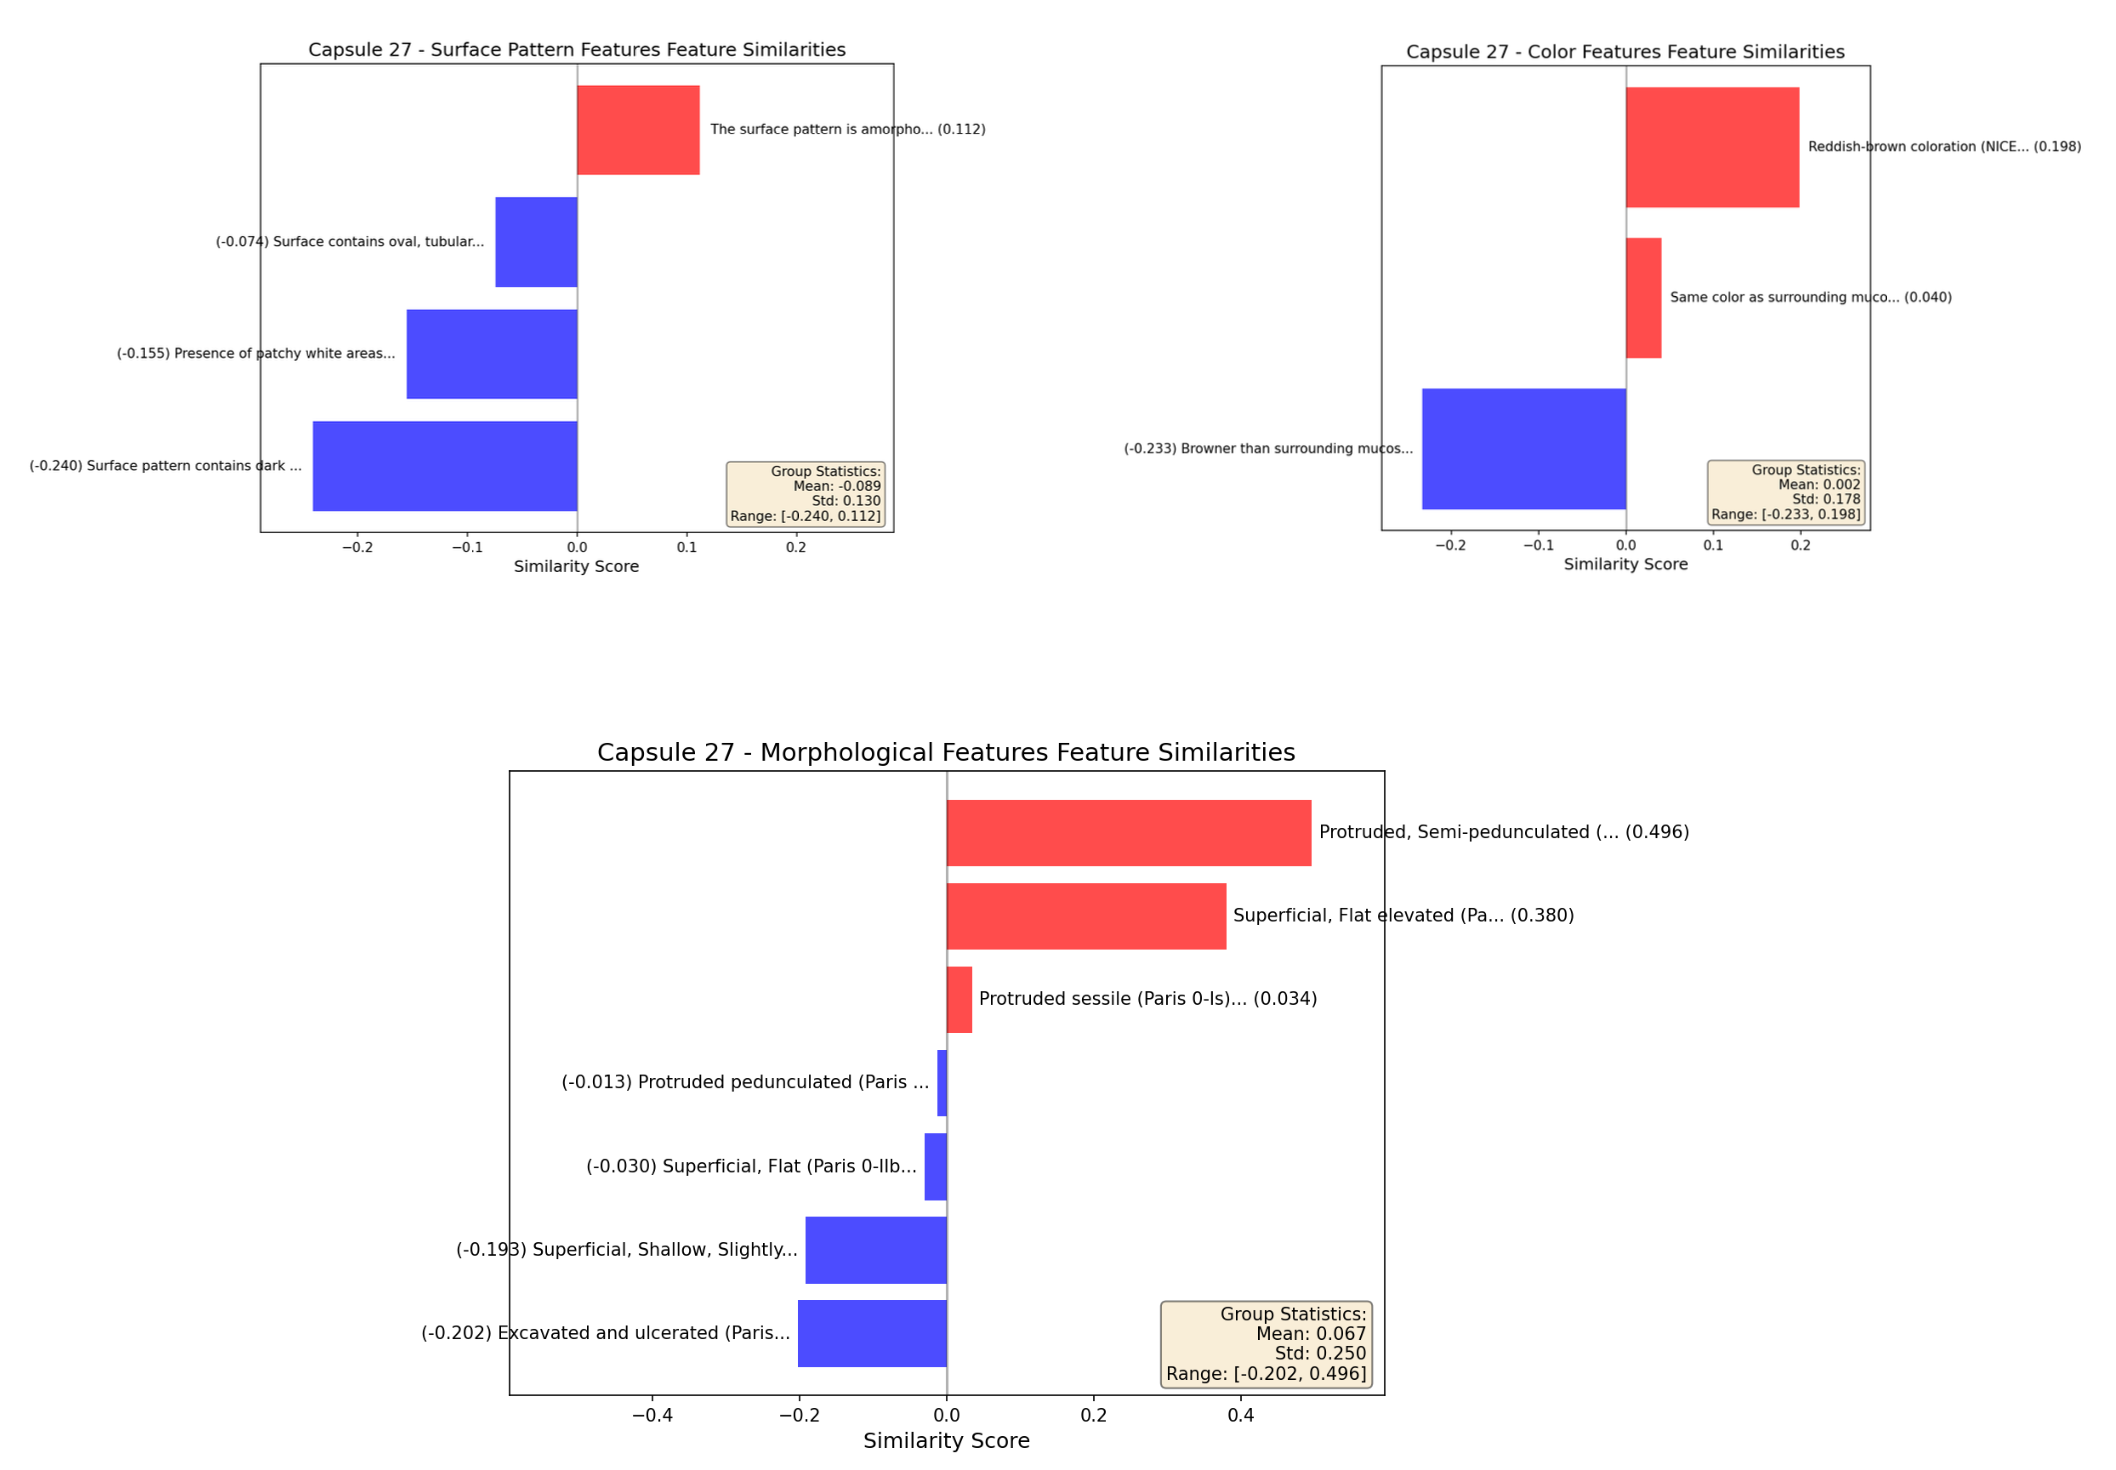 Capsule 27 - Surface Pattern Features Feature Similarities
The surface pattern is amorpho... (0.112)
(-0.074) Surface contains oval, tubular...
(-0.155) Presence of patchy white areas...
(-0.240) Surface pattern contains dark ...
Group Statistics:
Mean: -0.089
Std: 0.130
Range: [-0.240, 0.112]
−0.2 −0.1 0.0 0.1 0.2
Similarity Score
Capsule 27 - Color Features Feature Similarities
Reddish-brown coloration (NICE... (0.198)
Same color as surrounding muco... (0.040)
(-0.233) Browner than surrounding mucos...
Group Statistics:
Mean: 0.002
Std: 0.178
Range: [-0.233, 0.198]
−0.2 −0.1 0.0 0.1 0.2
Similarity Score
Capsule 27 - Morphological Features Feature Similarities
Protruded, Semi-pedunculated (... (0.496)
Superficial, Flat elevated (Pa... (0.380)
Protruded sessile (Paris 0-Is)... (0.034)
(-0.013) Protruded pedunculated (Paris ...
(-0.030) Superficial, Flat (Paris 0-IIb...
(-0.193) Superficial, Shallow, Slightly...
(-0.202) Excavated and ulcerated (Paris...
Group Statistics:
Mean: 0.067
Std: 0.250
Range: [-0.202, 0.496]
−0.4 −0.2 0.0 0.2 0.4
Similarity Score